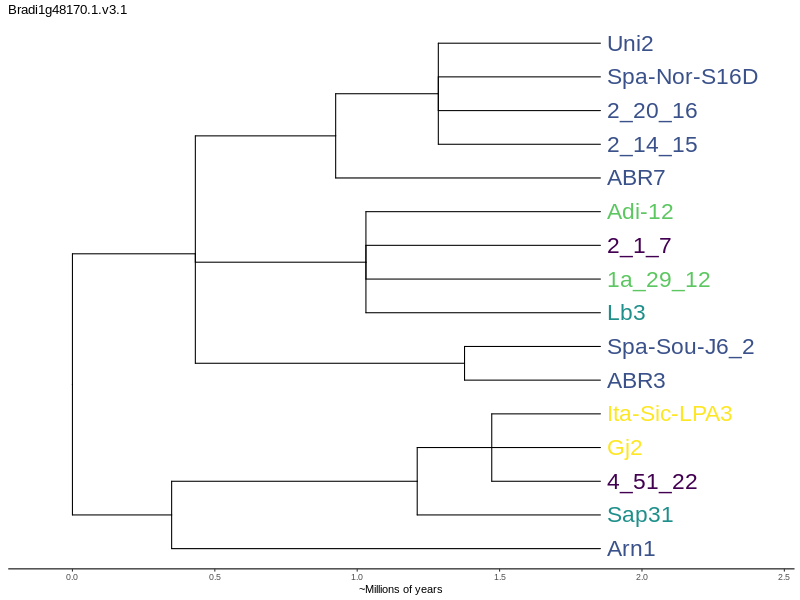 Bradi1g48170.1.v3.1
Uni2
Spa-Nor-S16D
2_20_16
2_14_15
ABR7
Adi-12
2_1_7
1a_29_12
Lb3
Spa-Sou-J6_2
ABR3
Ita-Sic-LPA3
Gj2
4_51_22
Sap31
Arn1
0.0 0.5 1.0 1.5 2.0 2.5
~Millions of years